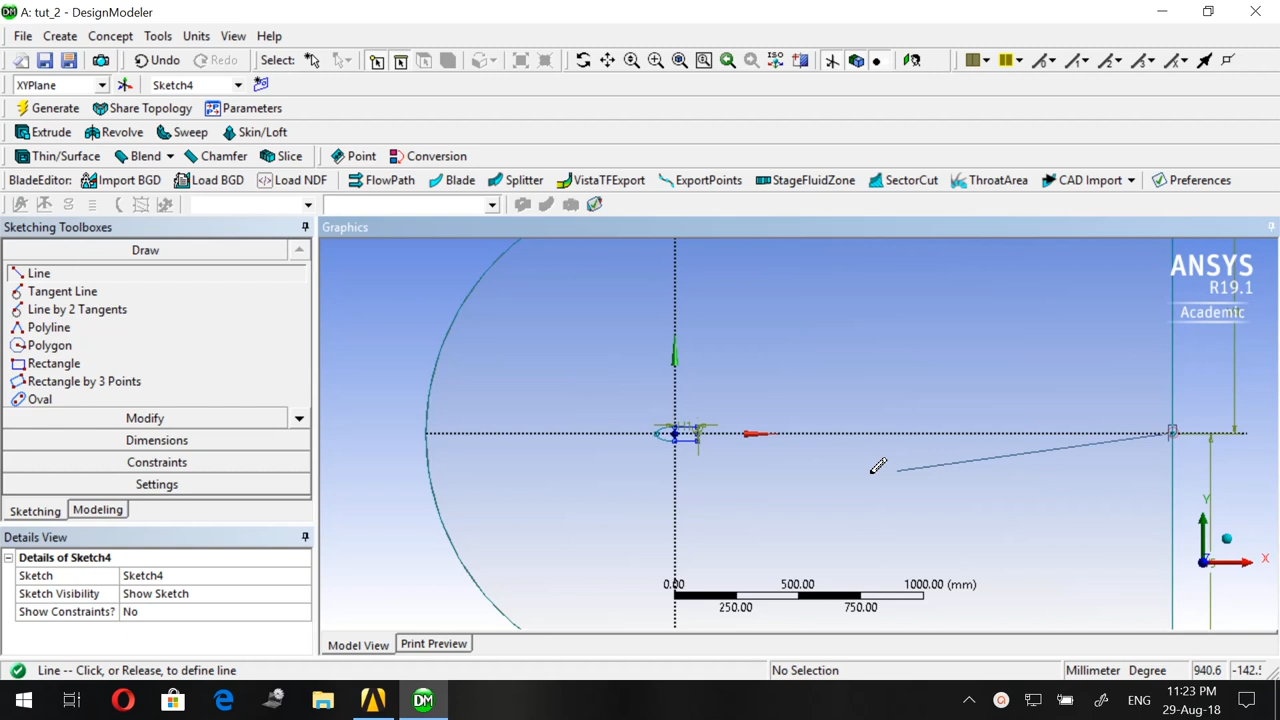 A: tut_2 - DesignModeler
File Create Concept Tools Units View Help
Undo Redo Select:
XYPlane Sketch4
Generate Share Topology Parameters
Extrude Revolve Sweep Skin/Loft
Thin/Surface Blend Chamfer Slice Point Conversion
BladeEditor: Import BGD Load BGD Load NDF FlowPath Blade Splitter VistaTFExport ExportPoints StageFluidZone SectorCut ThroatArea CAD Import Preferences
Sketching Toolboxes
Graphics
Draw
Line
Tangent Line
Line by 2 Tangents
Polyline
Polygon
Rectangle
Rectangle by 3 Points
Oval
Modify
Dimensions
Constraints
Settings
Sketching Modeling
Details View
Details of Sketch4
Sketch Sketch4
Sketch Visibility Show Sketch
Show Constraints? No
ANSYS
R19.1
Academic
Y
X
0.00 500.00 1000.00 (mm)
250.00 750.00
Model View Print Preview
Line -- Click, or Release, to define line No Selection Millimeter Degree 940.6 -142.5
DM
ENG
11:23 PM
29-Aug-18